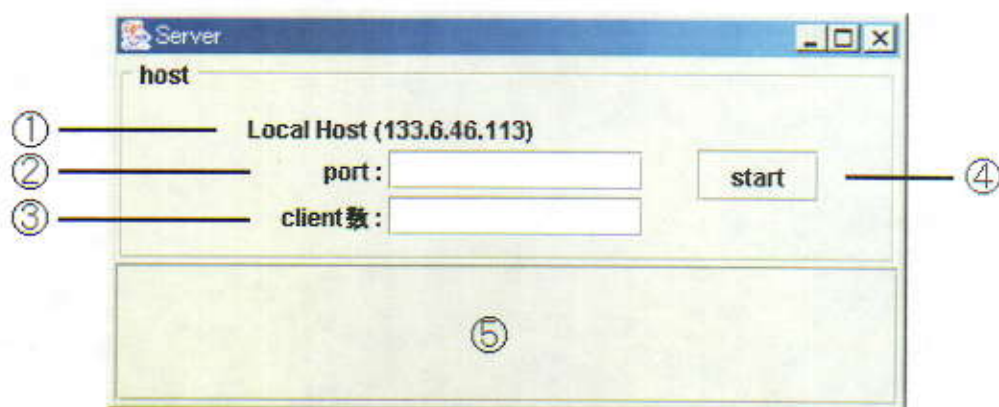 Server
host
① Local Host (133.6.46.113)
② port :
start ④
③ client数 :
⑤